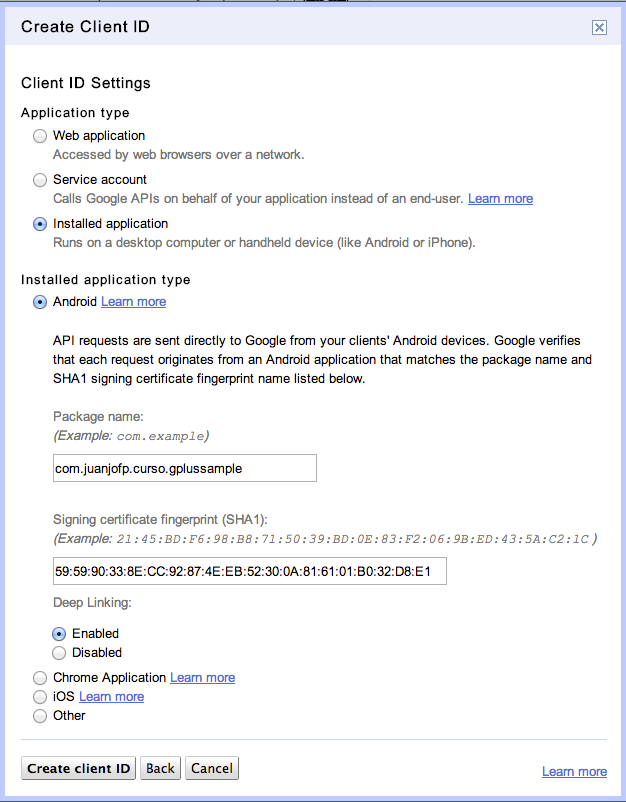 Create Client ID
Client ID Settings
Application type
Web application
Accessed by web browsers over a network.
Service account
Calls Google APIs on behalf of your application instead of an end-user. Learn more
Installed application
Runs on a desktop computer or handheld device (like Android or iPhone).
Installed application type
Android Learn more
API requests are sent directly to Google from your clients' Android devices. Google verifies
that each request originates from an Android application that matches the package name and
SHA1 signing certificate fingerprint name listed below.
Package name:
(Example: com.example)
com.juanjofp.curso.gplussample
Signing certificate fingerprint (SHA1):
(Example: 21:45:BD:F6:98:B8:71:50:39:BD:0E:83:F2:06:9B:ED:43:5A:C2:1C )
59:59:90:33:8E:CC:92:87:4E:EB:52:30:0A:81:61:01:B0:32:D8:E1
Deep Linking:
Enabled
Disabled
Chrome Application Learn more
iOS Learn more
Other
Create client ID Back Cancel
Learn more